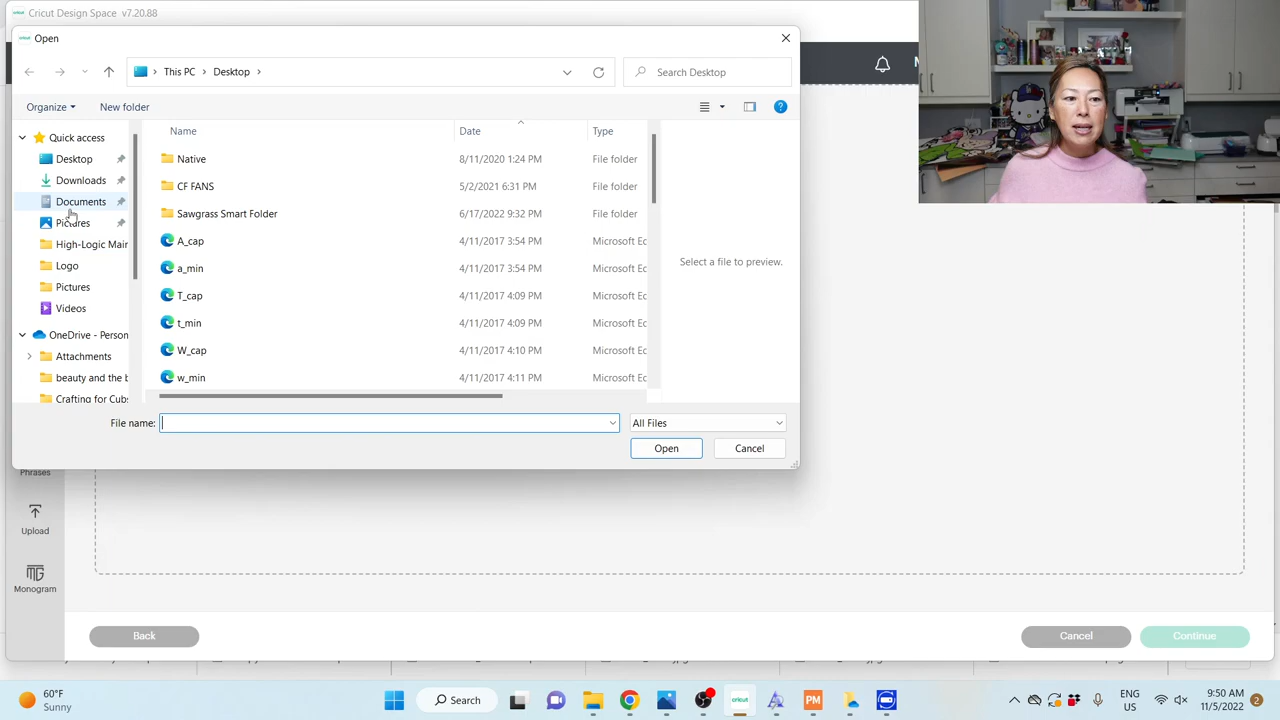 Cricut Design Space v7.20.88
cricut Open
This PC > Desktop >
Search Desktop
Organize
New folder
Name
Date
Type
Quick access
Desktop
Downloads
Documents
Pictures
High-Logic Mair
Logo
Pictures
Videos
OneDrive - Person
Attachments
beauty and the b
Crafting for Cubs
Native 8/11/2020 1:24 PM File folder
CF FANS 5/2/2021 6:31 PM File folder
Sawgrass Smart Folder 6/17/2022 9:32 PM File folder
A_cap 4/11/2017 3:54 PM Microsoft Ec
a_min 4/11/2017 3:54 PM Microsoft Ec
T_cap 4/11/2017 4:09 PM Microsoft Ec
t_min 4/11/2017 4:09 PM Microsoft Ec
W_cap 4/11/2017 4:10 PM Microsoft Ec
w_min 4/11/2017 4:11 PM Microsoft Ec
Select a file to preview.
File name:
All Files
Open
Cancel
Phrases
Upload
Monogram
Back
Cancel
Continue
60°F
Sunny
Search
cricut
PM
ENG
US
9:50 AM
11/5/2022
2